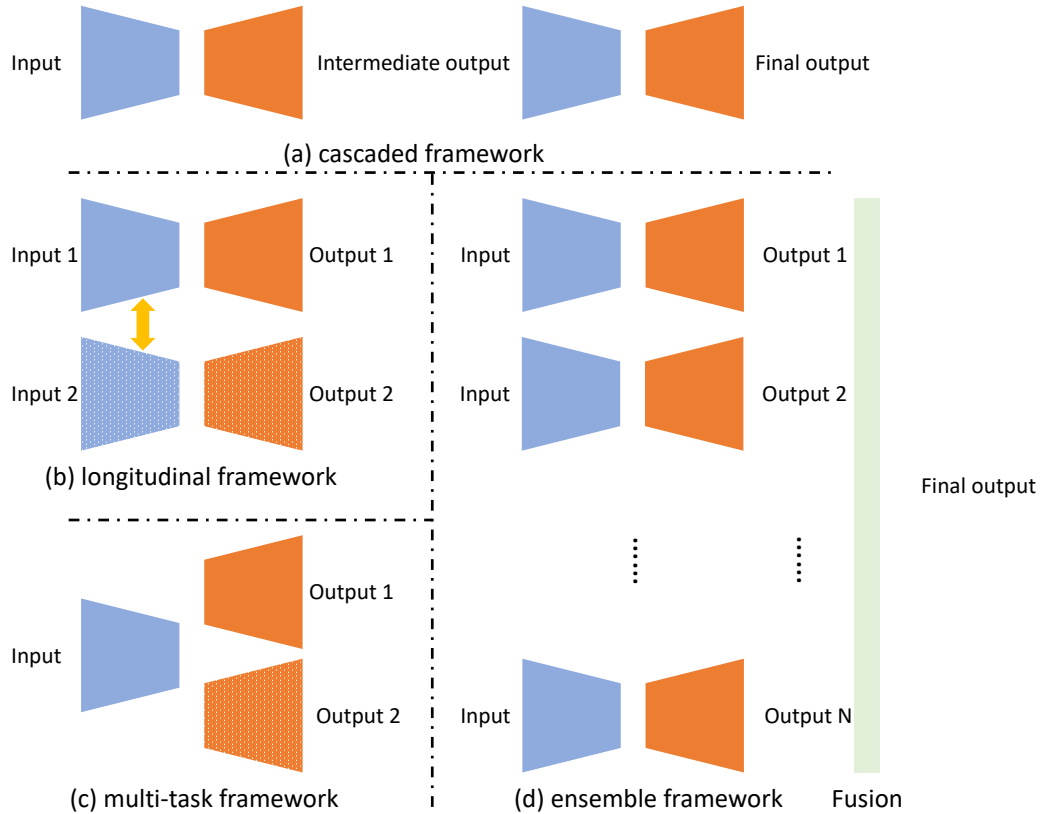 Input
Intermediate output
Final output
(a) cascaded framework
Input 1
Output 1
Input 2
Output 2
(b) longitudinal framework
Input
Output 1
Output 2
(c) multi-task framework
Input
Output 1
Input
Output 2
Final output
Input
Output N
(d) ensemble framework
Fusion